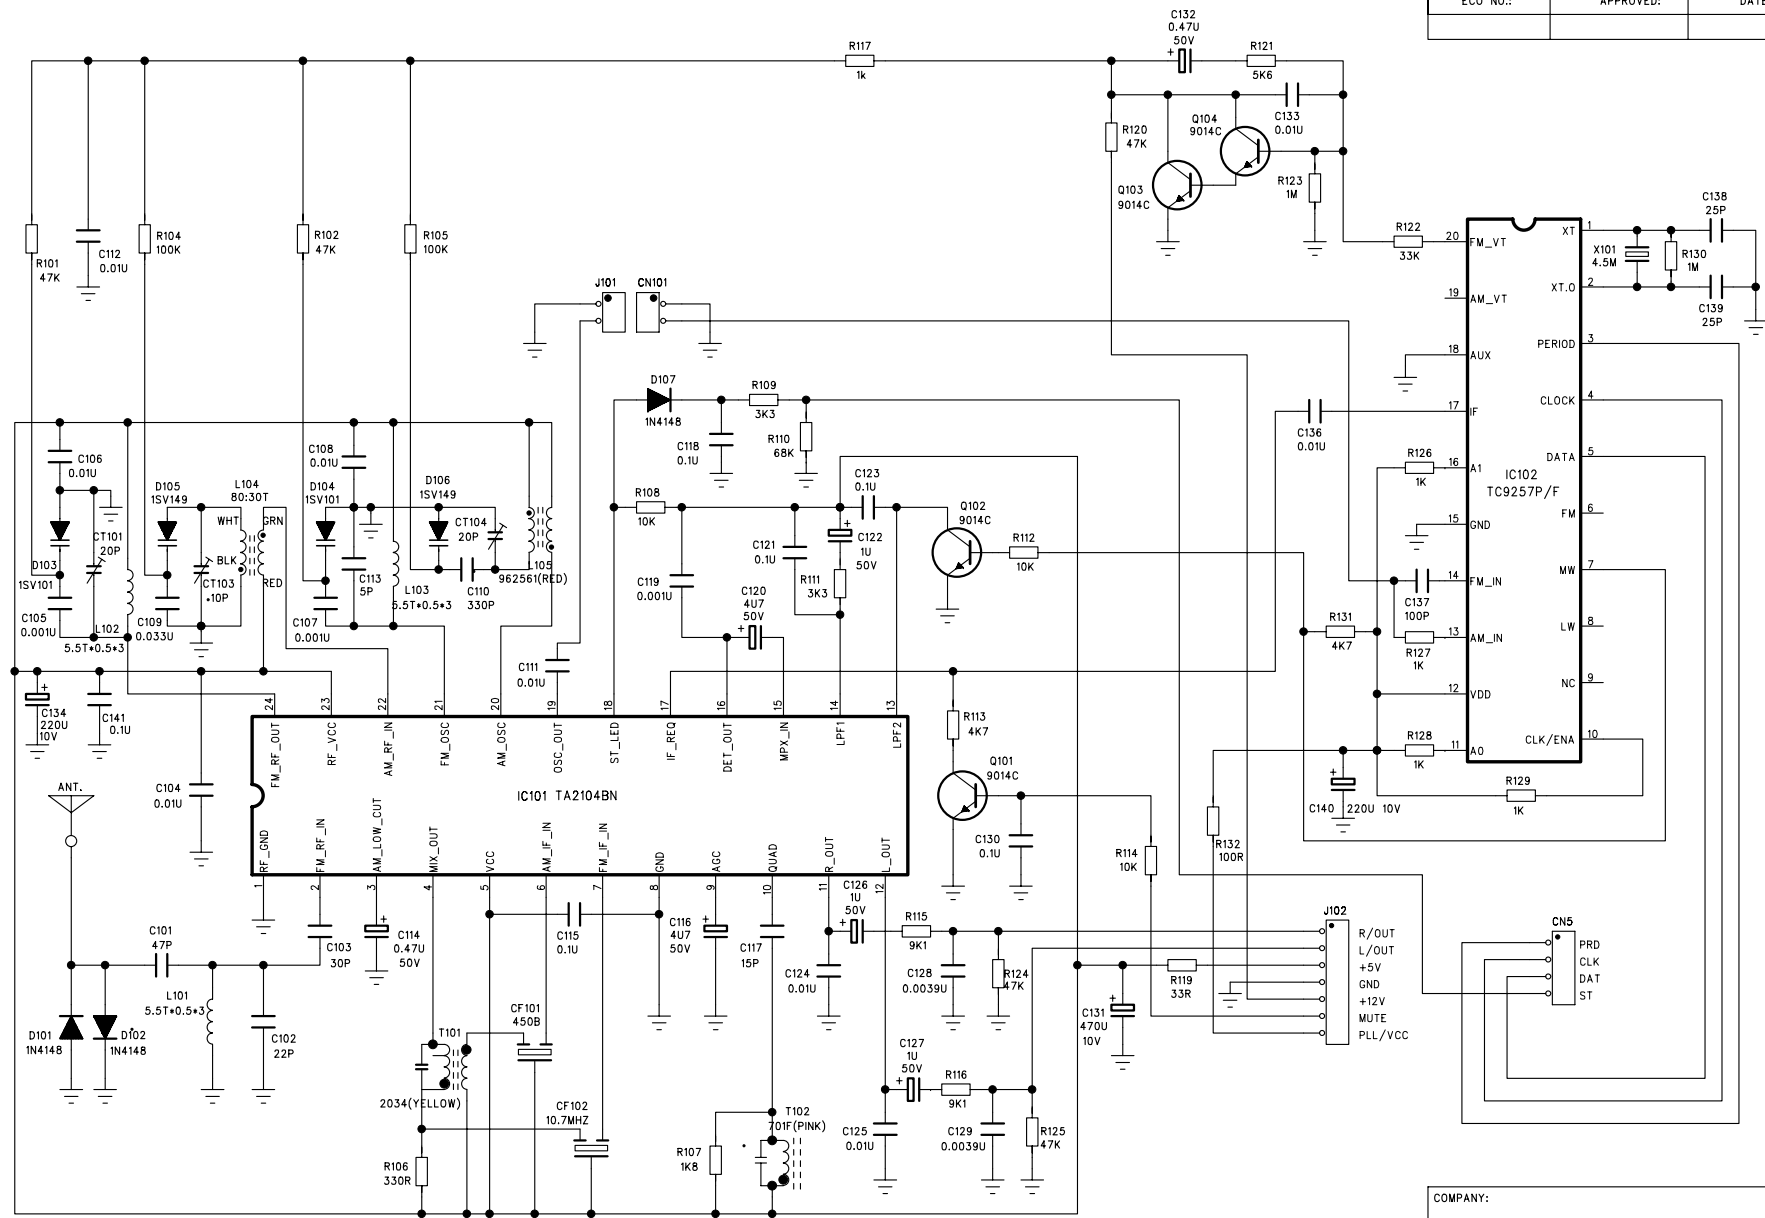 ECO NO.: APPROVED: DATE
C132
0.47U
50V
+
R117
1k
R121
5K6
C133
0.01U
R120
47K
Q104
9014C
Q103
9014C
R123
1M
R101
47K
C112
0.01U
R104
100K
R102
47K
R105
100K
J101
CN101
R122
33K
C138
25P
X101
4.5M
R130
1M
C139
25P
20 FM_VT
19 AM_VT
18 AUX
17 IF
16 A1
15 GND
14 FM_IN
13 AM_IN
12 VDD
11 A0
XT 1
XT.O 2
PERIOD 3
CLOCK 4
DATA 5
FM 6
MW 7
LW 8
NC 9
CLK/ENA 10
IC102
TC9257P/F
D107
1N4148
R109
3K3
C118
0.1U
R110
68K
C136
0.01U
R126
1K
C106
0.01U
D105
1SV149
L104
80:30T
WHT
GRN
BLK
RED
C108
0.01U
D104
1SV101
D106
1SV149
CT104
20P
CT101
20P
D103
1SV101
CT103
10P
C105
0.001U
L102
5.5T*0.5*3
C109
0.033U
C113
5P
L103
5.5T*0.5*3
C110
330P
L105
962561(RED)
C107
0.001U
R108
10K
C123
0.1U
C121
0.1U
+
C122
1U
50V
R111
3K3
C119
0.001U
C120
4U7
50V
+
Q102
9014C
R112
10K
C137
100P
R127
1K
R131
4K7
C111
0.01U
+
C134
220U
10V
C141
0.1U
C104
0.01U
ANT.
24 FM_RF_OUT
23 RF_VCC
22 AM_RF_IN
21 FM_OSC
20 AM_OSC
19 OSC_OUT
18 ST_LED
17 IF_REQ
16 DET_OUT
15 MPX_IN
14 LPF1
13 LPF2
IC101 TA2104BN
1 RF_GND
2 FM_RF_IN
3 AM_LOW_CUT
4 MIX_OUT
5 VCC
6 AM_IF_IN
7 FM_IF_IN
8 GND
9 AGC
10 QUAD
11 R_OUT
12 L_OUT
R113
4K7
Q101
9014C
C130
0.1U
R114
10K
R132
100R
R128
1K
C140 220U 10V
+
R129
1K
C101
47P
C103
30P
+
C114
0.47U
50V
C115
0.1U
C116
4U7
50V
+
C117
15P
C126
1U
50V
+
R115
9K1
C124
0.01U
C128
0.0039U
R124
47K
L101
5.5T*0.5*3
D101
1N4148
D102
1N4148
C102
22P
T101
2034(YELLOW)
CF101
450B
CF102
10.7MHZ
R106
330R
R107
1K8
T102
701F(PINK)
C127
1U
50V
+
R116
9K1
C125
0.01U
C129
0.0039U
R125
47K
R119
33R
+
C131
470U
10V
J102
R/OUT
L/OUT
+5V
GND
+12V
MUTE
PLL/VCC
CN5
PRD
CLK
DAT
ST
COMPANY: